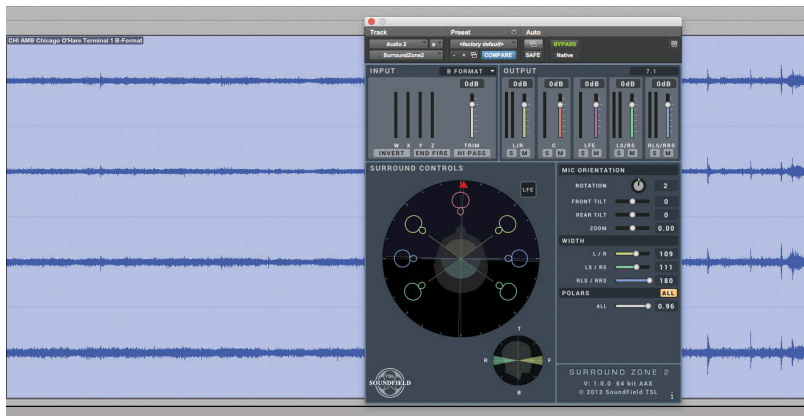 CHI AMB Chicago O'Hare Terminal 1 B-Format
Track Preset Auto
Audio 2 a <factory default> BYPASS
SurroundZone2 - + COMPARE SAFE Native
INPUT B FORMAT OUTPUT 7.1
0dB 0dB 0dB 0dB 0dB 0dB
W X Y Z TRIM L/R C LFE LS/RS RLS/RRS
INVERT END FIRE HI PASS S M S M S M S M S M
SURROUND CONTROLS
LFE
MIC ORIENTATION
ROTATION 2
FRONT TILT 0
REAR TILT 0
ZOOM 0.00
WIDTH
L / R 109
LS / RS 111
RLS / RRS 180
POLARS ALL
ALL 0.96
T
R F
B
TSL
SOUNDFIELD
SURROUND ZONE 2
V: 1.0.0 64 bit AAX
© 2013 SoundField TSL
i